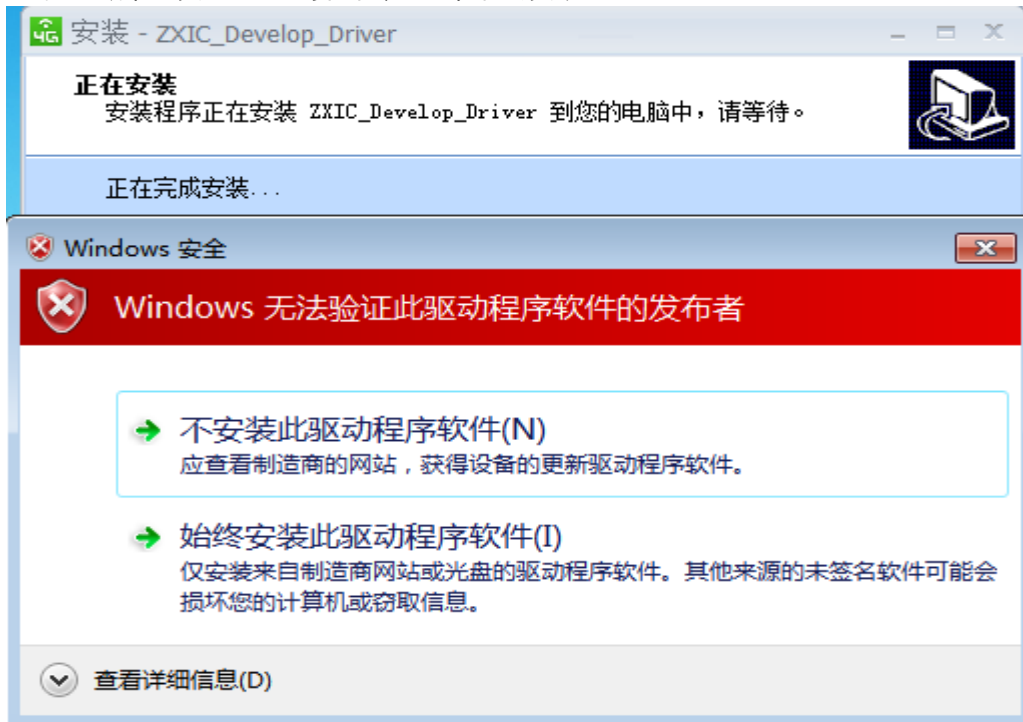 4G 安装 - ZXIC_Develop_Driver
正在安装
安装程序正在安装 ZXIC_Develop_Driver 到您的电脑中，请等待。
正在完成安装...
Windows 安全
Windows 无法验证此驱动程序软件的发布者
不安装此驱动程序软件(N)
应查看制造商的网站，获得设备的更新驱动程序软件。
始终安装此驱动程序软件(I)
仅安装来自制造商网站或光盘的驱动程序软件。其他来源的未签名软件可能会
损坏您的计算机或窃取信息。
查看详细信息(D)